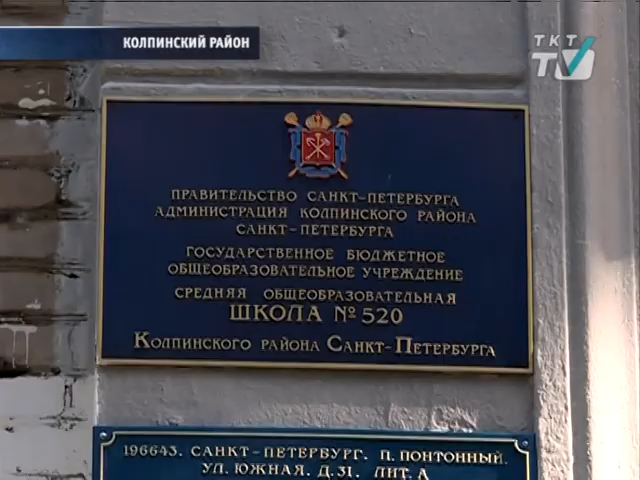 КОЛПИНСКИЙ РАЙОН
ТКТ
TV
ПРАВИТЕЛЬСТВО САНКТ-ПЕТЕРБУРГА
АДМИНИСТРАЦИЯ КОЛПИНСКОГО РАЙОНА
САНКТ-ПЕТЕРБУРГА
ГОСУДАРСТВЕННОЕ БЮДЖЕТНОЕ
ОБЩЕОБРАЗОВАТЕЛЬНОЕ УЧРЕЖДЕНИЕ
СРЕДНЯЯ ОБЩЕОБРАЗОВАТЕЛЬНАЯ
ШКОЛА № 520
КОЛПИНСКОГО РАЙОНА САНКТ-ПЕТЕРБУРГА
196643. САНКТ-ПЕТЕРБУРГ. П. ПОНТОННЫЙ.
УЛ. ЮЖНАЯ. Д.31. ЛИТ.А